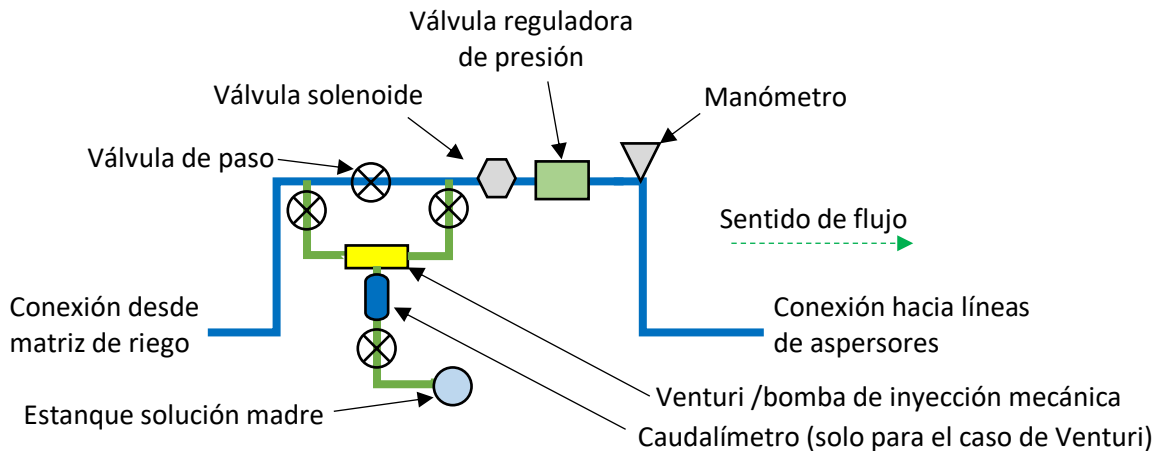 Válvula reguladora
de presión
Válvula solenoide
Manómetro
Válvula de paso
Sentido de flujo
Conexión desde
matriz de riego
Conexión hacia líneas
de aspersores
Estanque solución madre
Venturi /bomba de inyección mecánica
Caudalímetro (solo para el caso de Venturi)